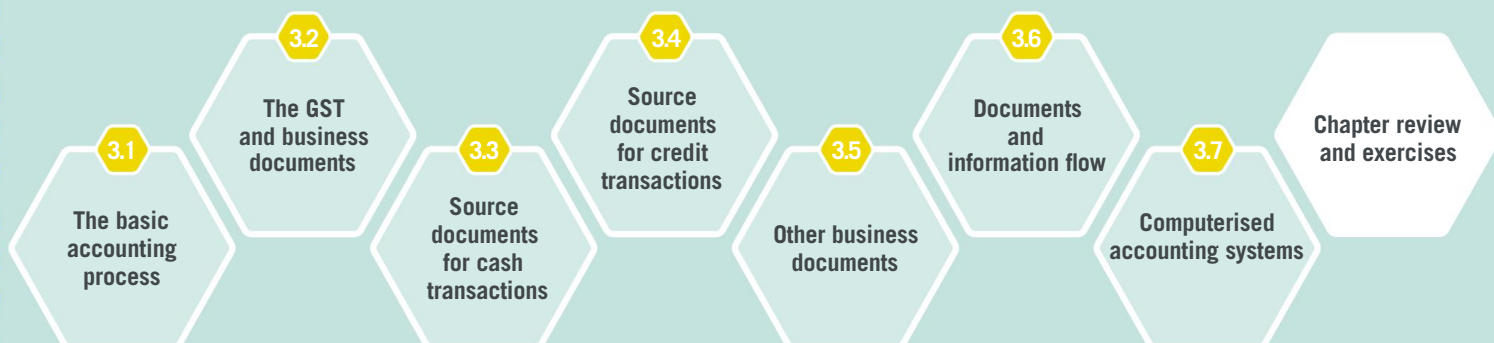 3.1
The basic
accounting
process
3.2
The GST
and business
documents
3.3
Source
documents
for cash
transactions
3.4
Source
documents
for credit
transactions
3.5
Other business
documents
3.6
Documents
and
information flow
3.7
Computerised
accounting systems
Chapter review
and exercises